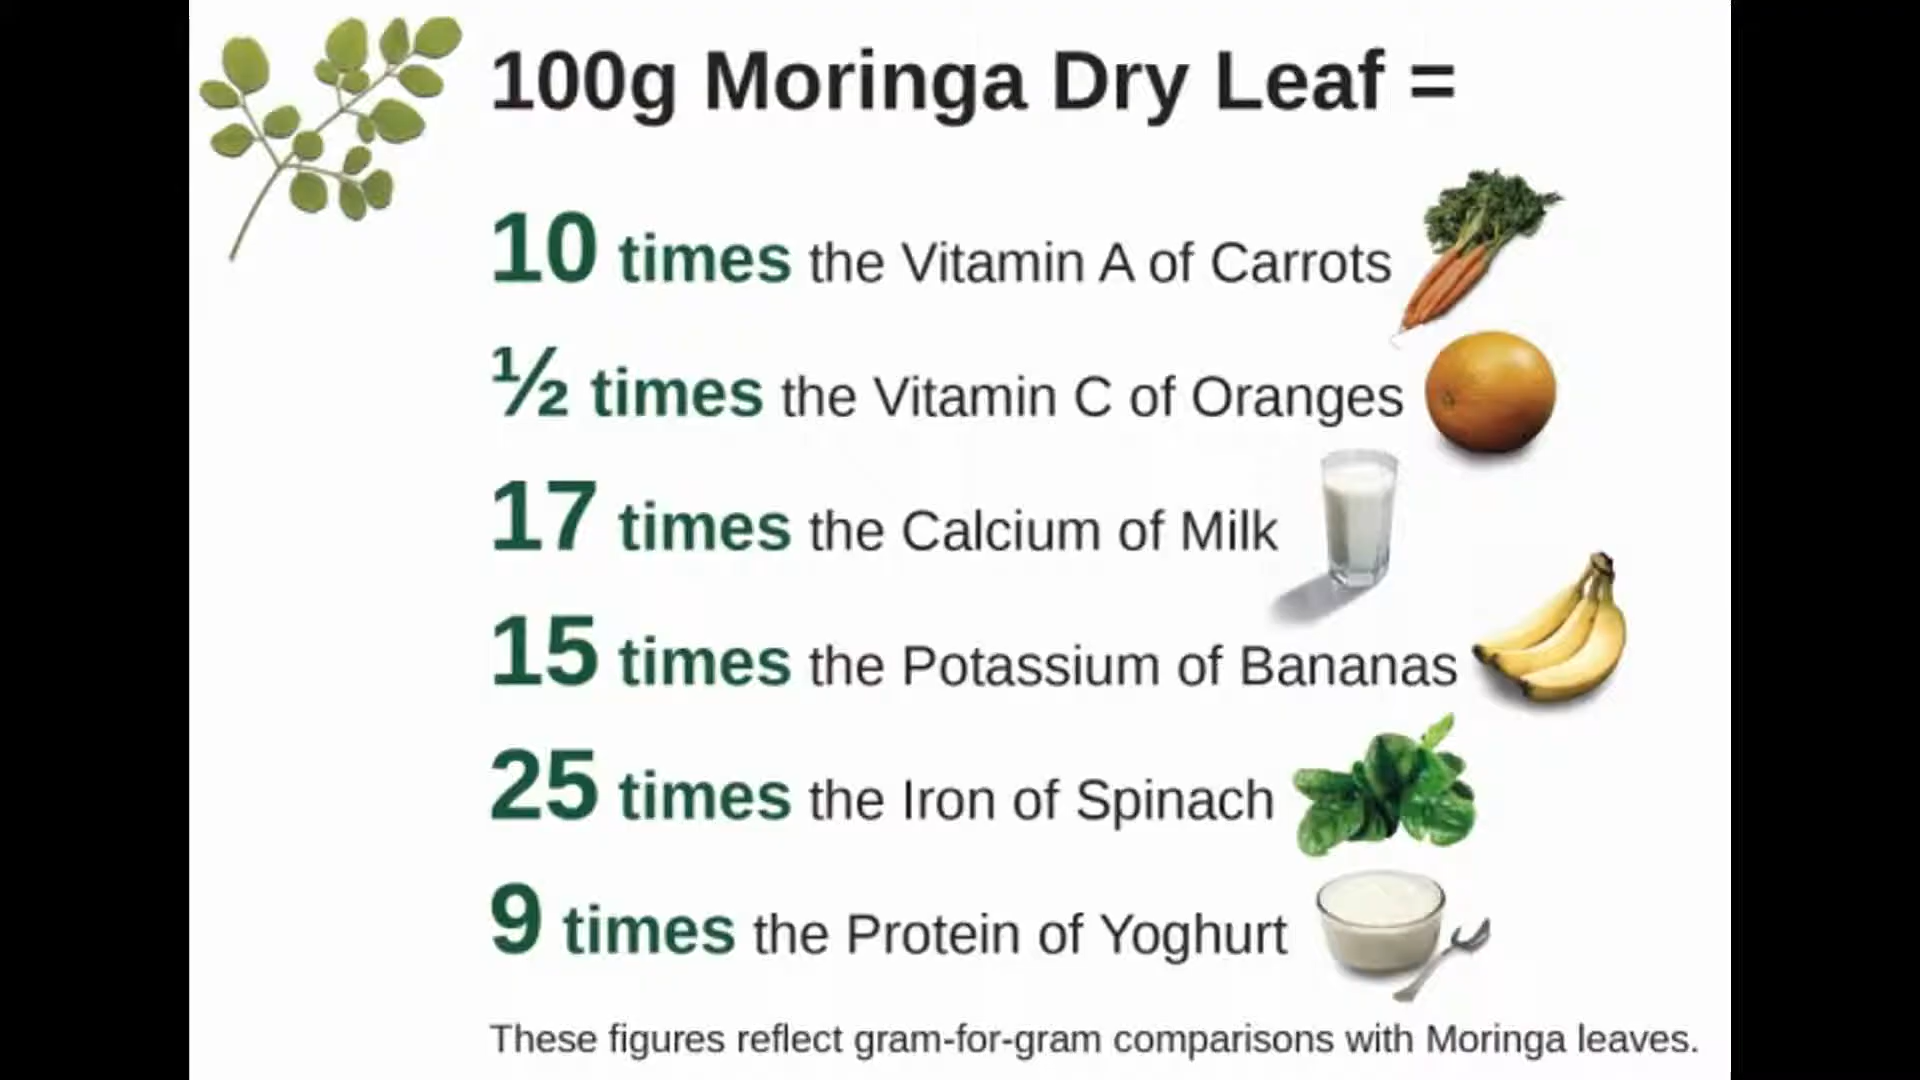 100g Moringa Dry Leaf =
10 times the Vitamin A of Carrots
½ times the Vitamin C of Oranges
17 times the Calcium of Milk
15 times the Potassium of Bananas
25 times the Iron of Spinach
9 times the Protein of Yoghurt
These figures reflect gram-for-gram comparisons with Moringa leaves.